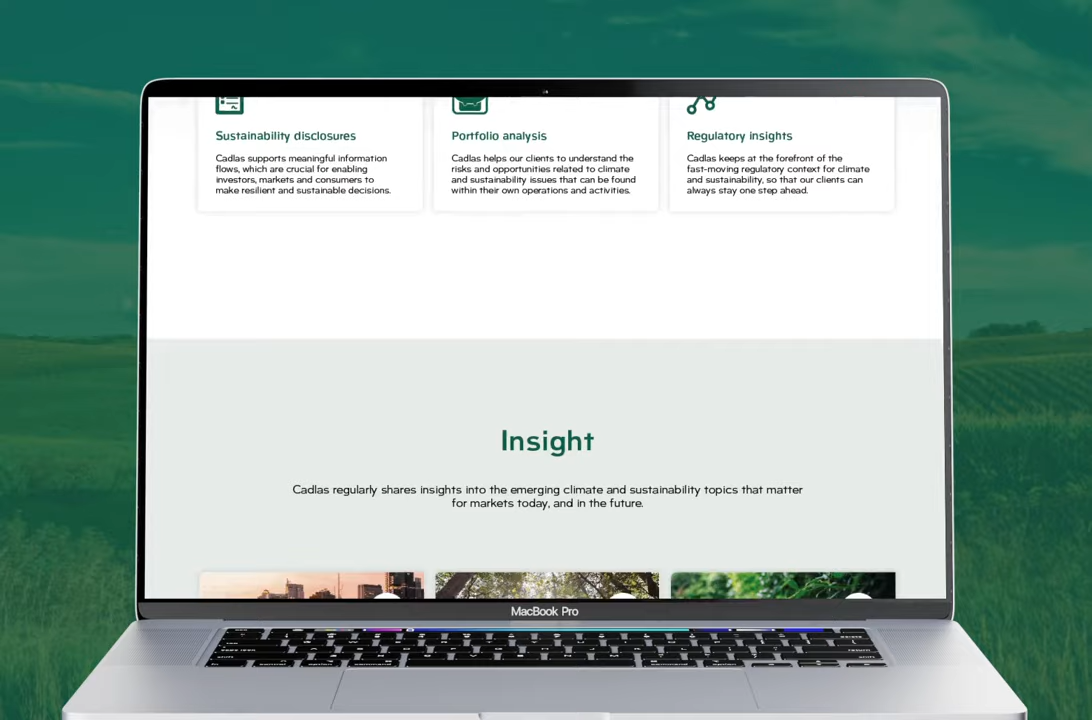 Sustainability disclosures
Cadlas supports meaningful information
flows, which are crucial for enabling
investors, markets and consumers to
make resilient and sustainable decisions.
Portfolio analysis
Cadlas helps our clients to understand the
risks and opportunities related to climate
and sustainability issues that can be found
within their own operations and activities.
Regulatory insights
Cadlas keeps at the forefront of the
fast-moving regulatory context for climate
and sustainability, so that our clients can
always stay one step ahead.
Insight
Cadlas regularly shares insights into the emerging climate and sustainability topics that matter
for markets today, and in the future.
MacBook Pro